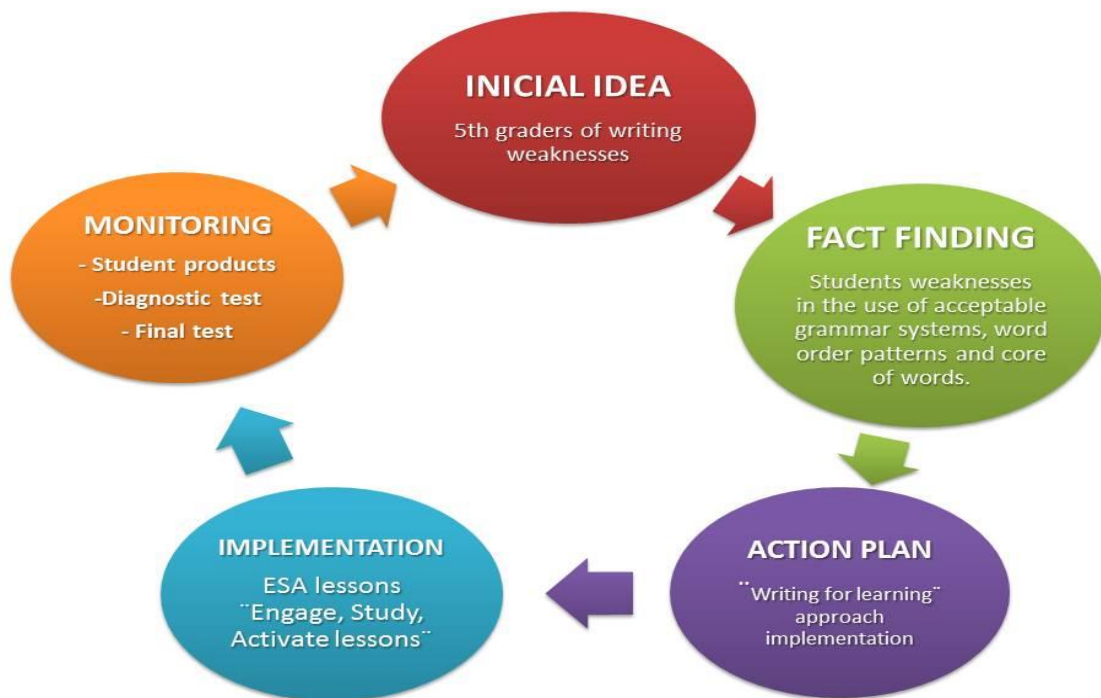 INICIAL IDEA
5th graders of writing
weaknesses
FACT FINDING
Students weaknesses
in the use of acceptable
grammar systems, word
order patterns and core
of words.
ACTION PLAN
¨Writing for learning¨
approach
implementation
IMPLEMENTATION
ESA lessons
¨Engage, Study,
Activate lessons¨
MONITORING
- Student products
-Diagnostic test
- Final test